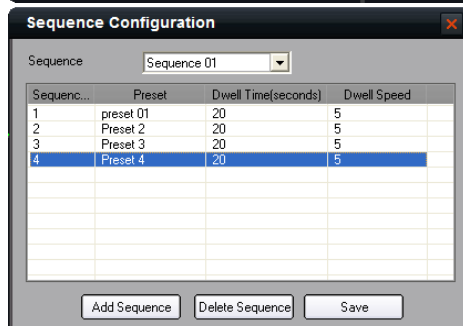 Sequence Configuration
Sequence Sequence 01
Sequenc... Preset Dwell Time(seconds) Dwell Speed
1 preset 01 20 5
2 Preset 2 20 5
3 Preset 3 20 5
4 Preset 4 20 5
Add Sequence Delete Sequence Save